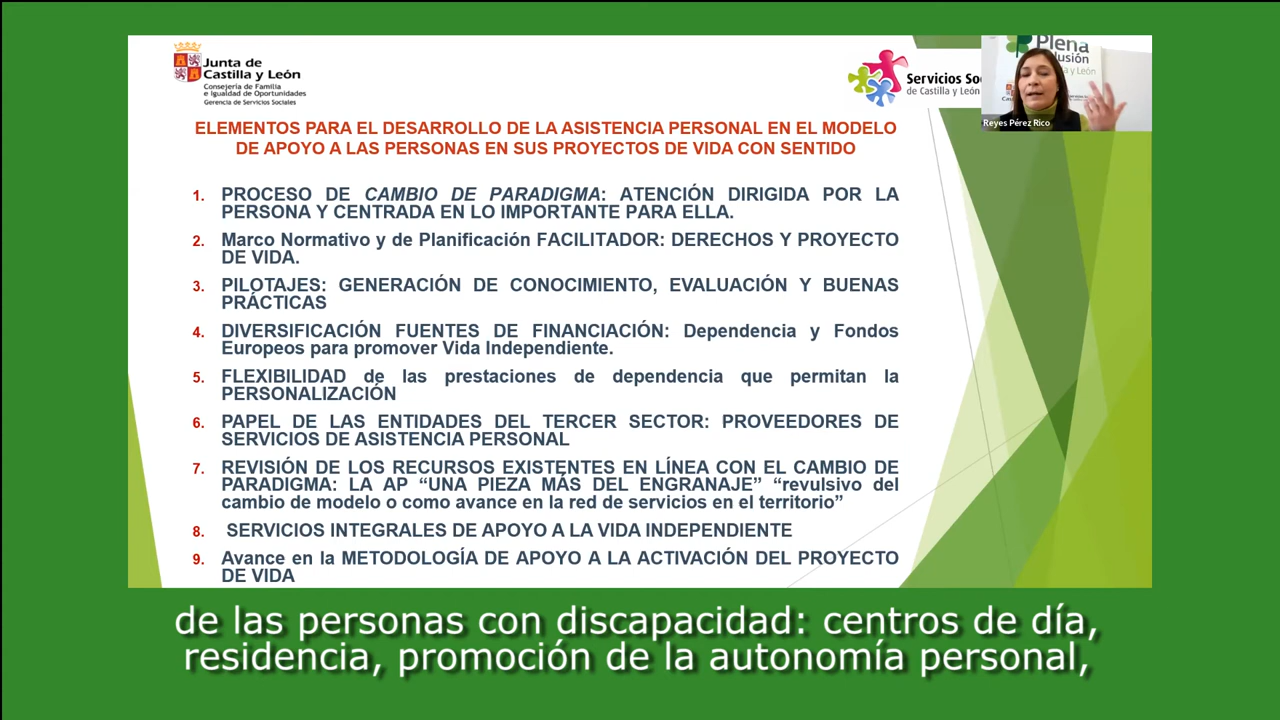 Junta de
Castilla y León
Consejería de Familia
e Igualdad de Oportunidades
Gerencia de Servicios Sociales
Servicios So
de Castilla y León
Plena
lusión
a y León
Reyes Pérez Rico
ELEMENTOS PARA EL DESARROLLO DE LA ASISTENCIA PERSONAL EN EL MODELO
DE APOYO A LAS PERSONAS EN SUS PROYECTOS DE VIDA CON SENTIDO
1. PROCESO DE CAMBIO DE PARADIGMA: ATENCIÓN DIRIGIDA POR LA
PERSONA Y CENTRADA EN LO IMPORTANTE PARA ELLA.
2. Marco Normativo y de Planificación FACILITADOR: DERECHOS Y PROYECTO
DE VIDA.
3. PILOTAJES: GENERACIÓN DE CONOCIMIENTO, EVALUACIÓN Y BUENAS
PRÁCTICAS
4. DIVERSIFICACIÓN FUENTES DE FINANCIACIÓN: Dependencia y Fondos
Europeos para promover Vida Independiente.
5. FLEXIBILIDAD de las prestaciones de dependencia que permitan la
PERSONALIZACIÓN
6. PAPEL DE LAS ENTIDADES DEL TERCER SECTOR: PROVEEDORES DE
SERVICIOS DE ASISTENCIA PERSONAL
7. REVISIÓN DE LOS RECURSOS EXISTENTES EN LÍNEA CON EL CAMBIO DE
PARADIGMA: LA AP “UNA PIEZA MÁS DEL ENGRANAJE” “revulsivo del
cambio de modelo o como avance en la red de servicios en el territorio”
8. SERVICIOS INTEGRALES DE APOYO A LA VIDA INDEPENDIENTE
9. Avance en la METODOLOGÍA DE APOYO A LA ACTIVACIÓN DEL PROYECTO
DE VIDA
de las personas con discapacidad: centros de día,
residencia, promoción de la autonomía personal,